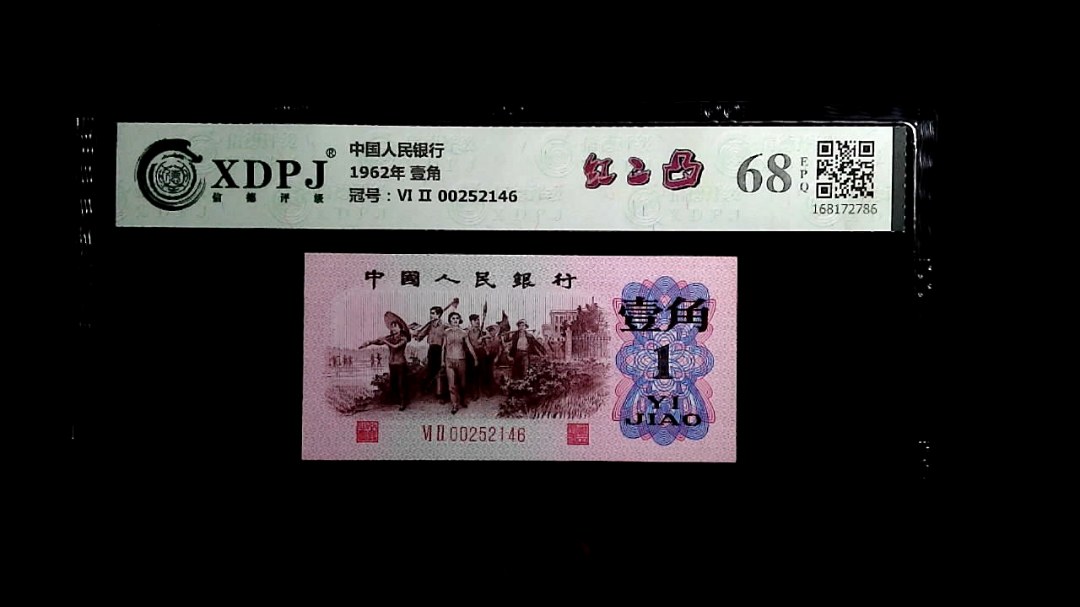 XDPJ®
信德评级
中国人民银行
1962年 壹角
冠号：VI II 00252146
红二凸
68
EPQ
168172786
中國人民銀行
壹角
1
YI
JIAO
VI II 00252146